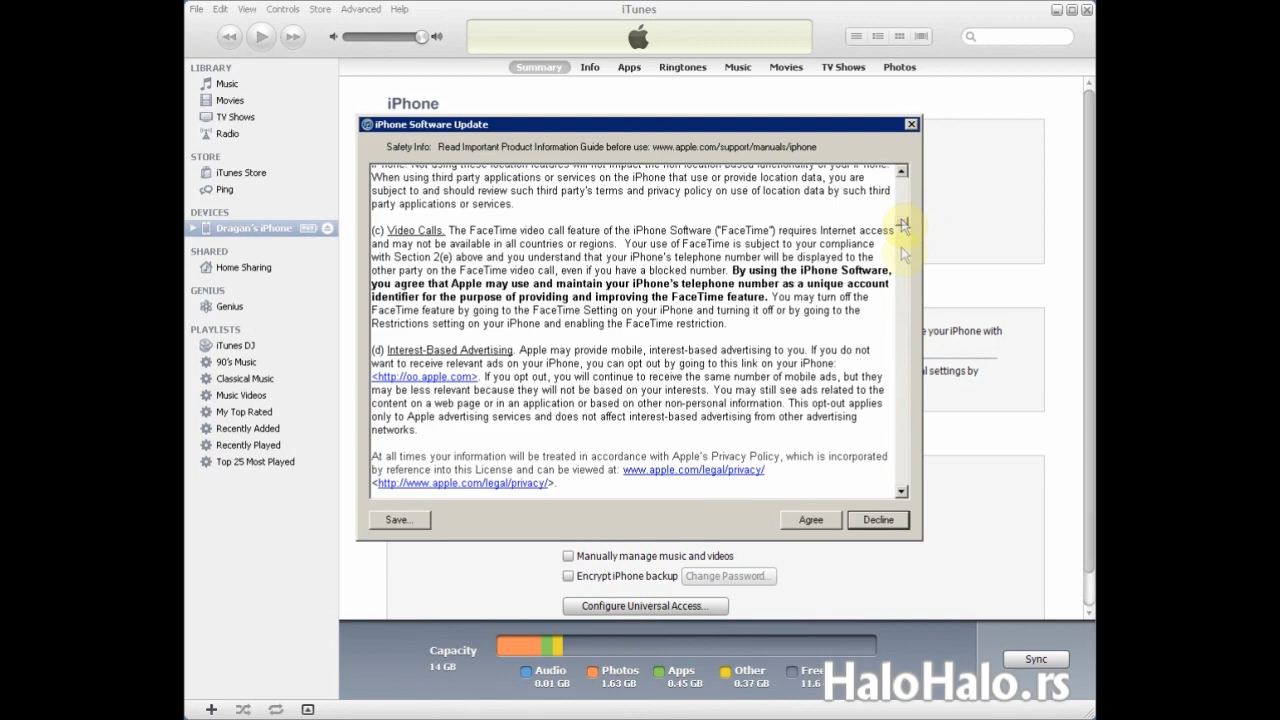 File Edit View Controls Store Advanced Help
iTunes
LIBRARY
Music
Movies
TV Shows
Radio
STORE
iTunes Store
Ping
DEVICES
Dragan's iPhone
SHARED
Home Sharing
GENIUS
Genius
PLAYLISTS
iTunes DJ
90's Music
Classical Music
Music Videos
My Top Rated
Recently Added
Recently Played
Top 25 Most Played
Summary Info Apps Ringtones Music Movies TV Shows Photos
iPhone
iPhone Software Update
Safety Info: Read Important Product Information Guide before use: www.apple.com/support/manuals/iphone
iPhone. Not using these location features will not impact the non location-based functionality of your iPhone.
When using third party applications or services on the iPhone that use or provide location data, you are
subject to and should review such third party's terms and privacy policy on use of location data by such third
party applications or services.
(c) Video Calls. The FaceTime video call feature of the iPhone Software ("FaceTime") requires Internet access
and may not be available in all countries or regions. Your use of FaceTime is subject to your compliance
with Section 2(e) above and you understand that your iPhone's telephone number will be displayed to the
other party on the FaceTime video call, even if you have a blocked number. By using the iPhone Software,
you agree that Apple may use and maintain your iPhone's telephone number as a unique account
identifier for the purpose of providing and improving the FaceTime feature. You may turn off the
FaceTime feature by going to the FaceTime Setting on your iPhone and turning it off or by going to the
Restrictions setting on your iPhone and enabling the FaceTime restriction.
(d) Interest-Based Advertising. Apple may provide mobile, interest-based advertising to you. If you do not
want to receive relevant ads on your iPhone, you can opt out by going to this link on your iPhone:
<http://oo.apple.com>. If you opt out, you will continue to receive the same number of mobile ads, but they
may be less relevant because they will not be based on your interests. You may still see ads related to the
content on a web page or in an application or based on other non-personal information. This opt-out applies
only to Apple advertising services and does not affect interest-based advertising from other advertising
networks.
At all times your information will be treated in accordance with Apple's Privacy Policy, which is incorporated
by reference into this License and can be viewed at: www.apple.com/legal/privacy/
<http://www.apple.com/legal/privacy/>.
Save... Agree Decline
e your iPhone with
al settings by
Manually manage music and videos
Encrypt iPhone backup Change Password...
Configure Universal Access...
Capacity
14 GB
Audio
0.01 GB
Photos
1.63 GB
Apps
0.45 GB
Other
0.37 GB
Free
11.6
Sync
HaloHalo.rs